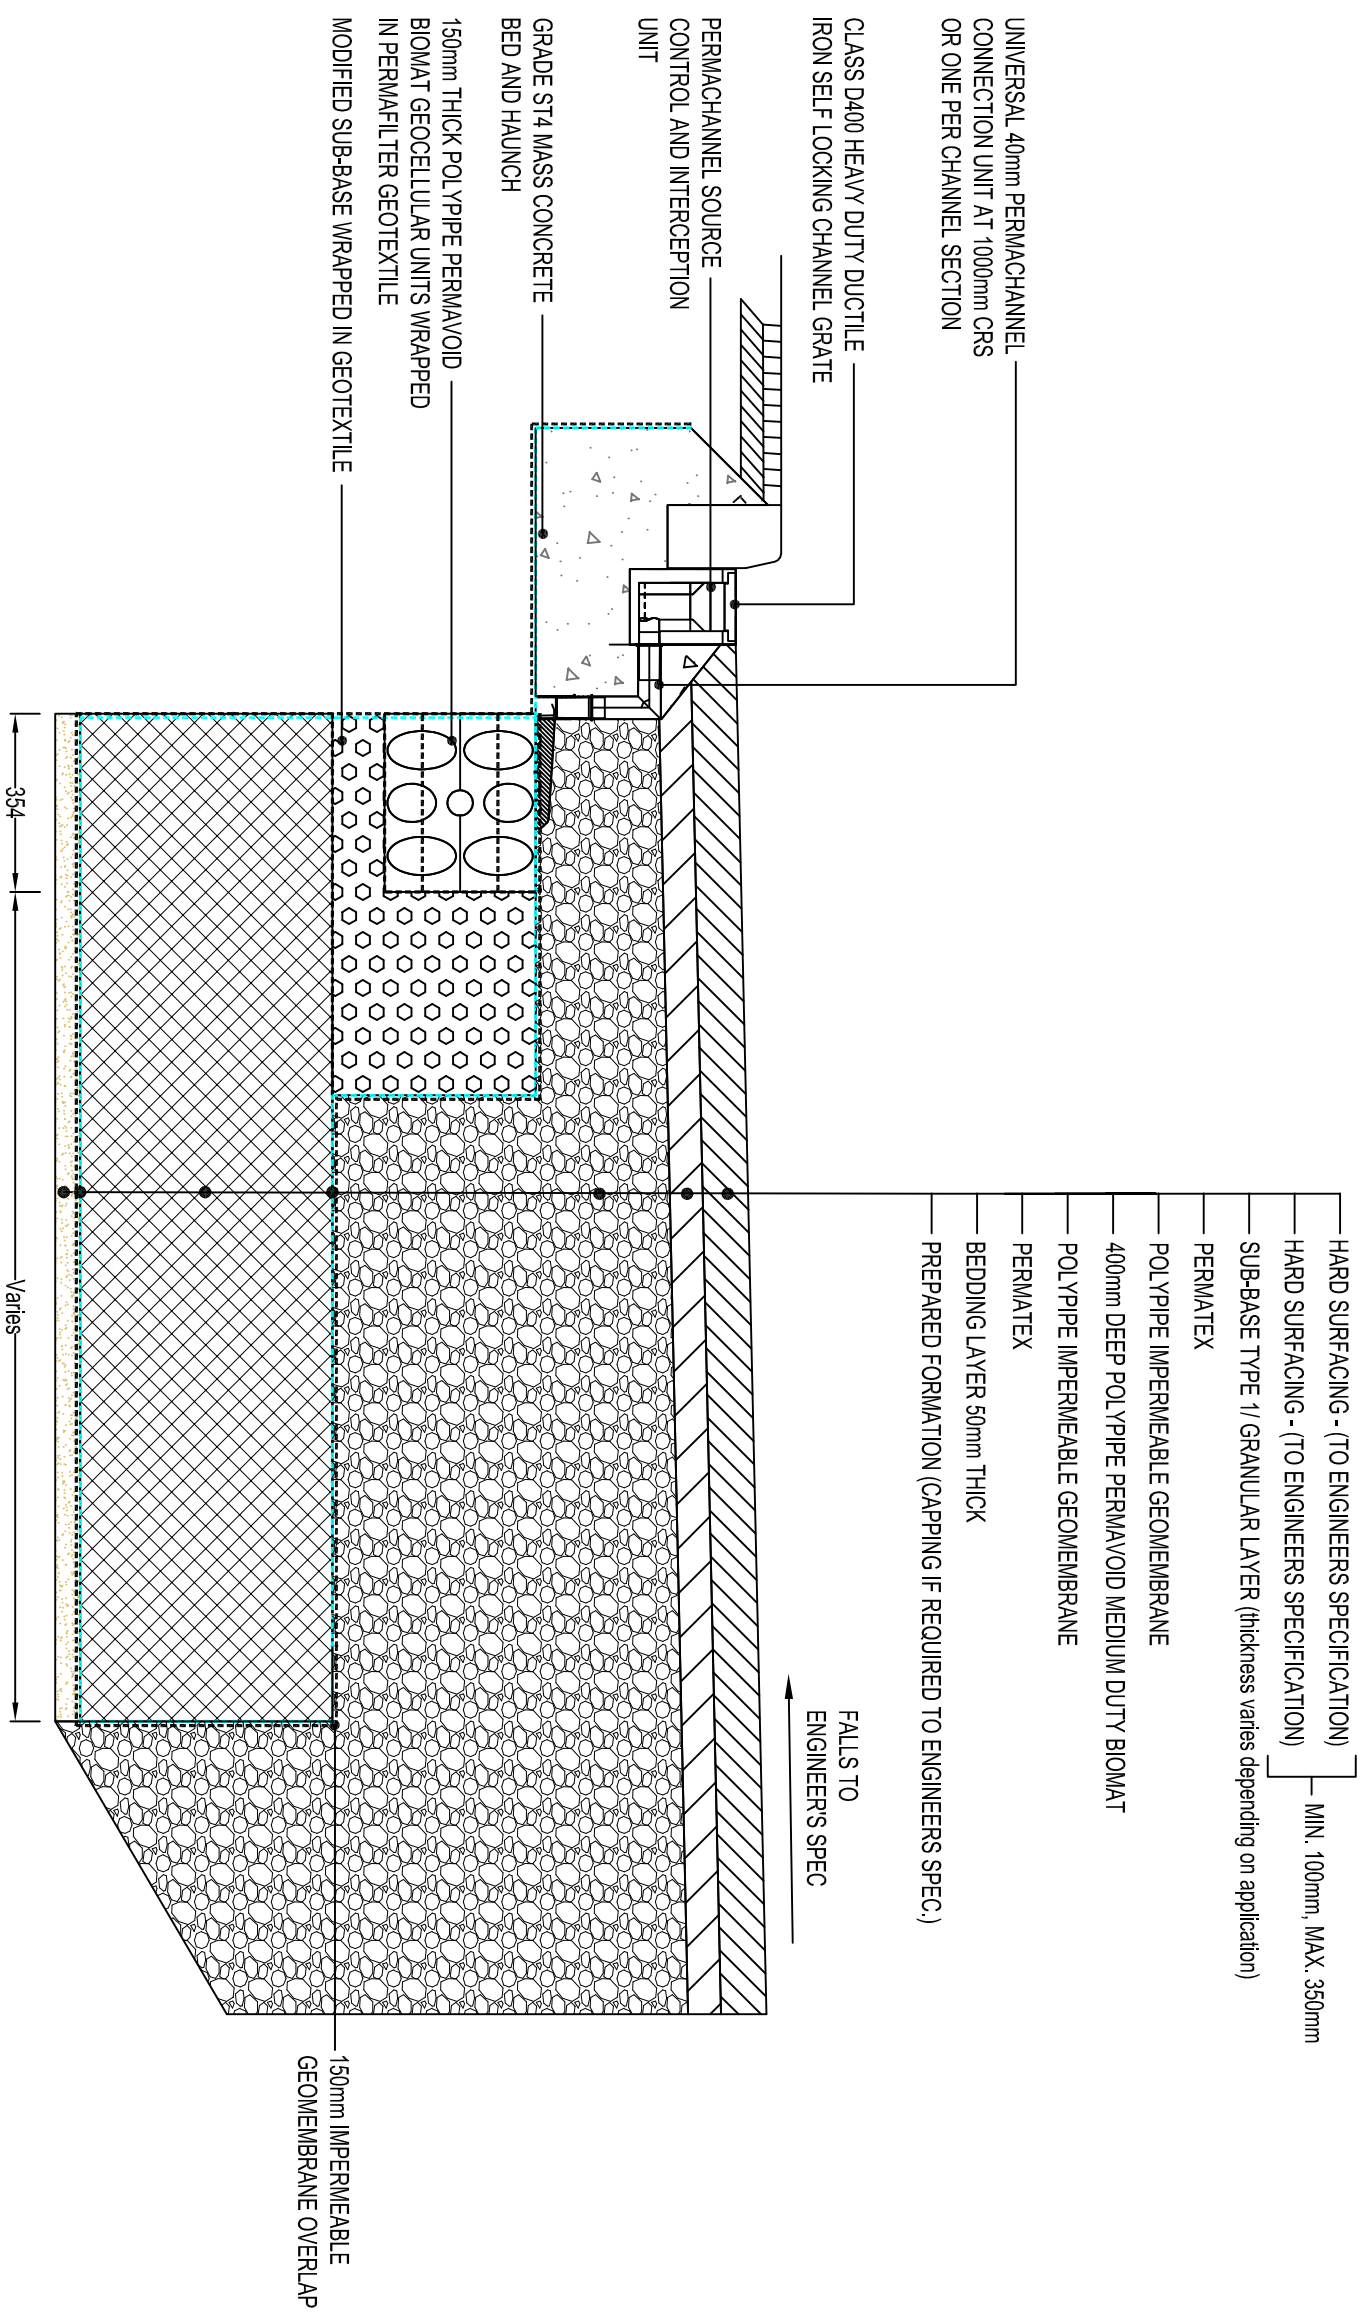 UNIVERSAL 40mm PERMACHANNEL
CONNECTION UNIT AT 1000mm CRS
OR ONE PER CHANNEL SECTION
CLASS D400 HEAVY DUTY DUCTILE
IRON SELF LOCKING CHANNEL GRATE
PERMACHANNEL SOURCE
CONTROL AND INTERCEPTION
UNIT
GRADE ST4 MASS CONCRETE
BED AND HAUNCH
150mm THICK POLYPIPE PERMAVOID
BIOMAT GEOCELLULAR UNITS WRAPPED
IN PERMAFILTER GEOTEXTILE
MODIFIED SUB-BASE WRAPPED IN GEOTEXTILE
HARD SURFACING - (TO ENGINEERS SPECIFICATION)
HARD SURFACING - (TO ENGINEERS SPECIFICATION)
MIN. 100mm, MAX. 350mm
SUB-BASE TYPE 1/ GRANULAR LAYER (thickness varies depending on application)
PERMATEX
POLYPIPE IMPERMEABLE GEOMEMBRANE
400mm DEEP POLYPIPE PERMAVOID MEDIUM DUTY BIOMAT
POLYPIPE IMPERMEABLE GEOMEMBRANE
PERMATEX
BEDDING LAYER 50mm THICK
PREPARED FORMATION (CAPPING IF REQUIRED TO ENGINEERS SPEC.)
FALLS TO
ENGINEER'S SPEC
150mm IMPERMEABLE
GEOMEMBRANE OVERLAP
354
Varies